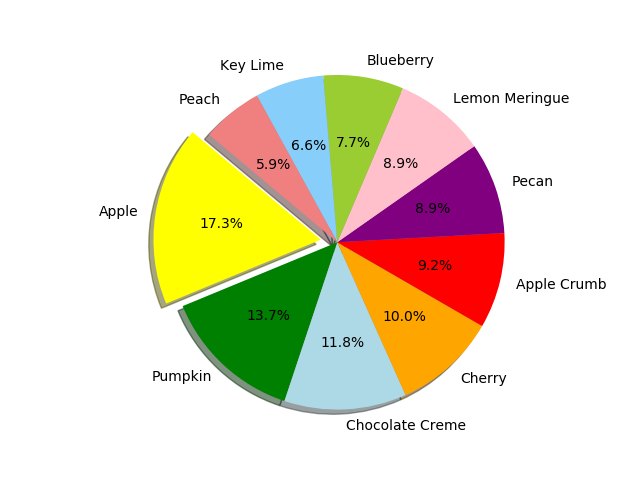 Blueberry
Key Lime
Lemon Meringue
Peach
7.7%
6.6%
8.9%
5.9%
Pecan
8.9%
Apple
17.3%
9.2%
Apple Crumb
13.7%
10.0%
11.8%
Pumpkin
Cherry
Chocolate Creme